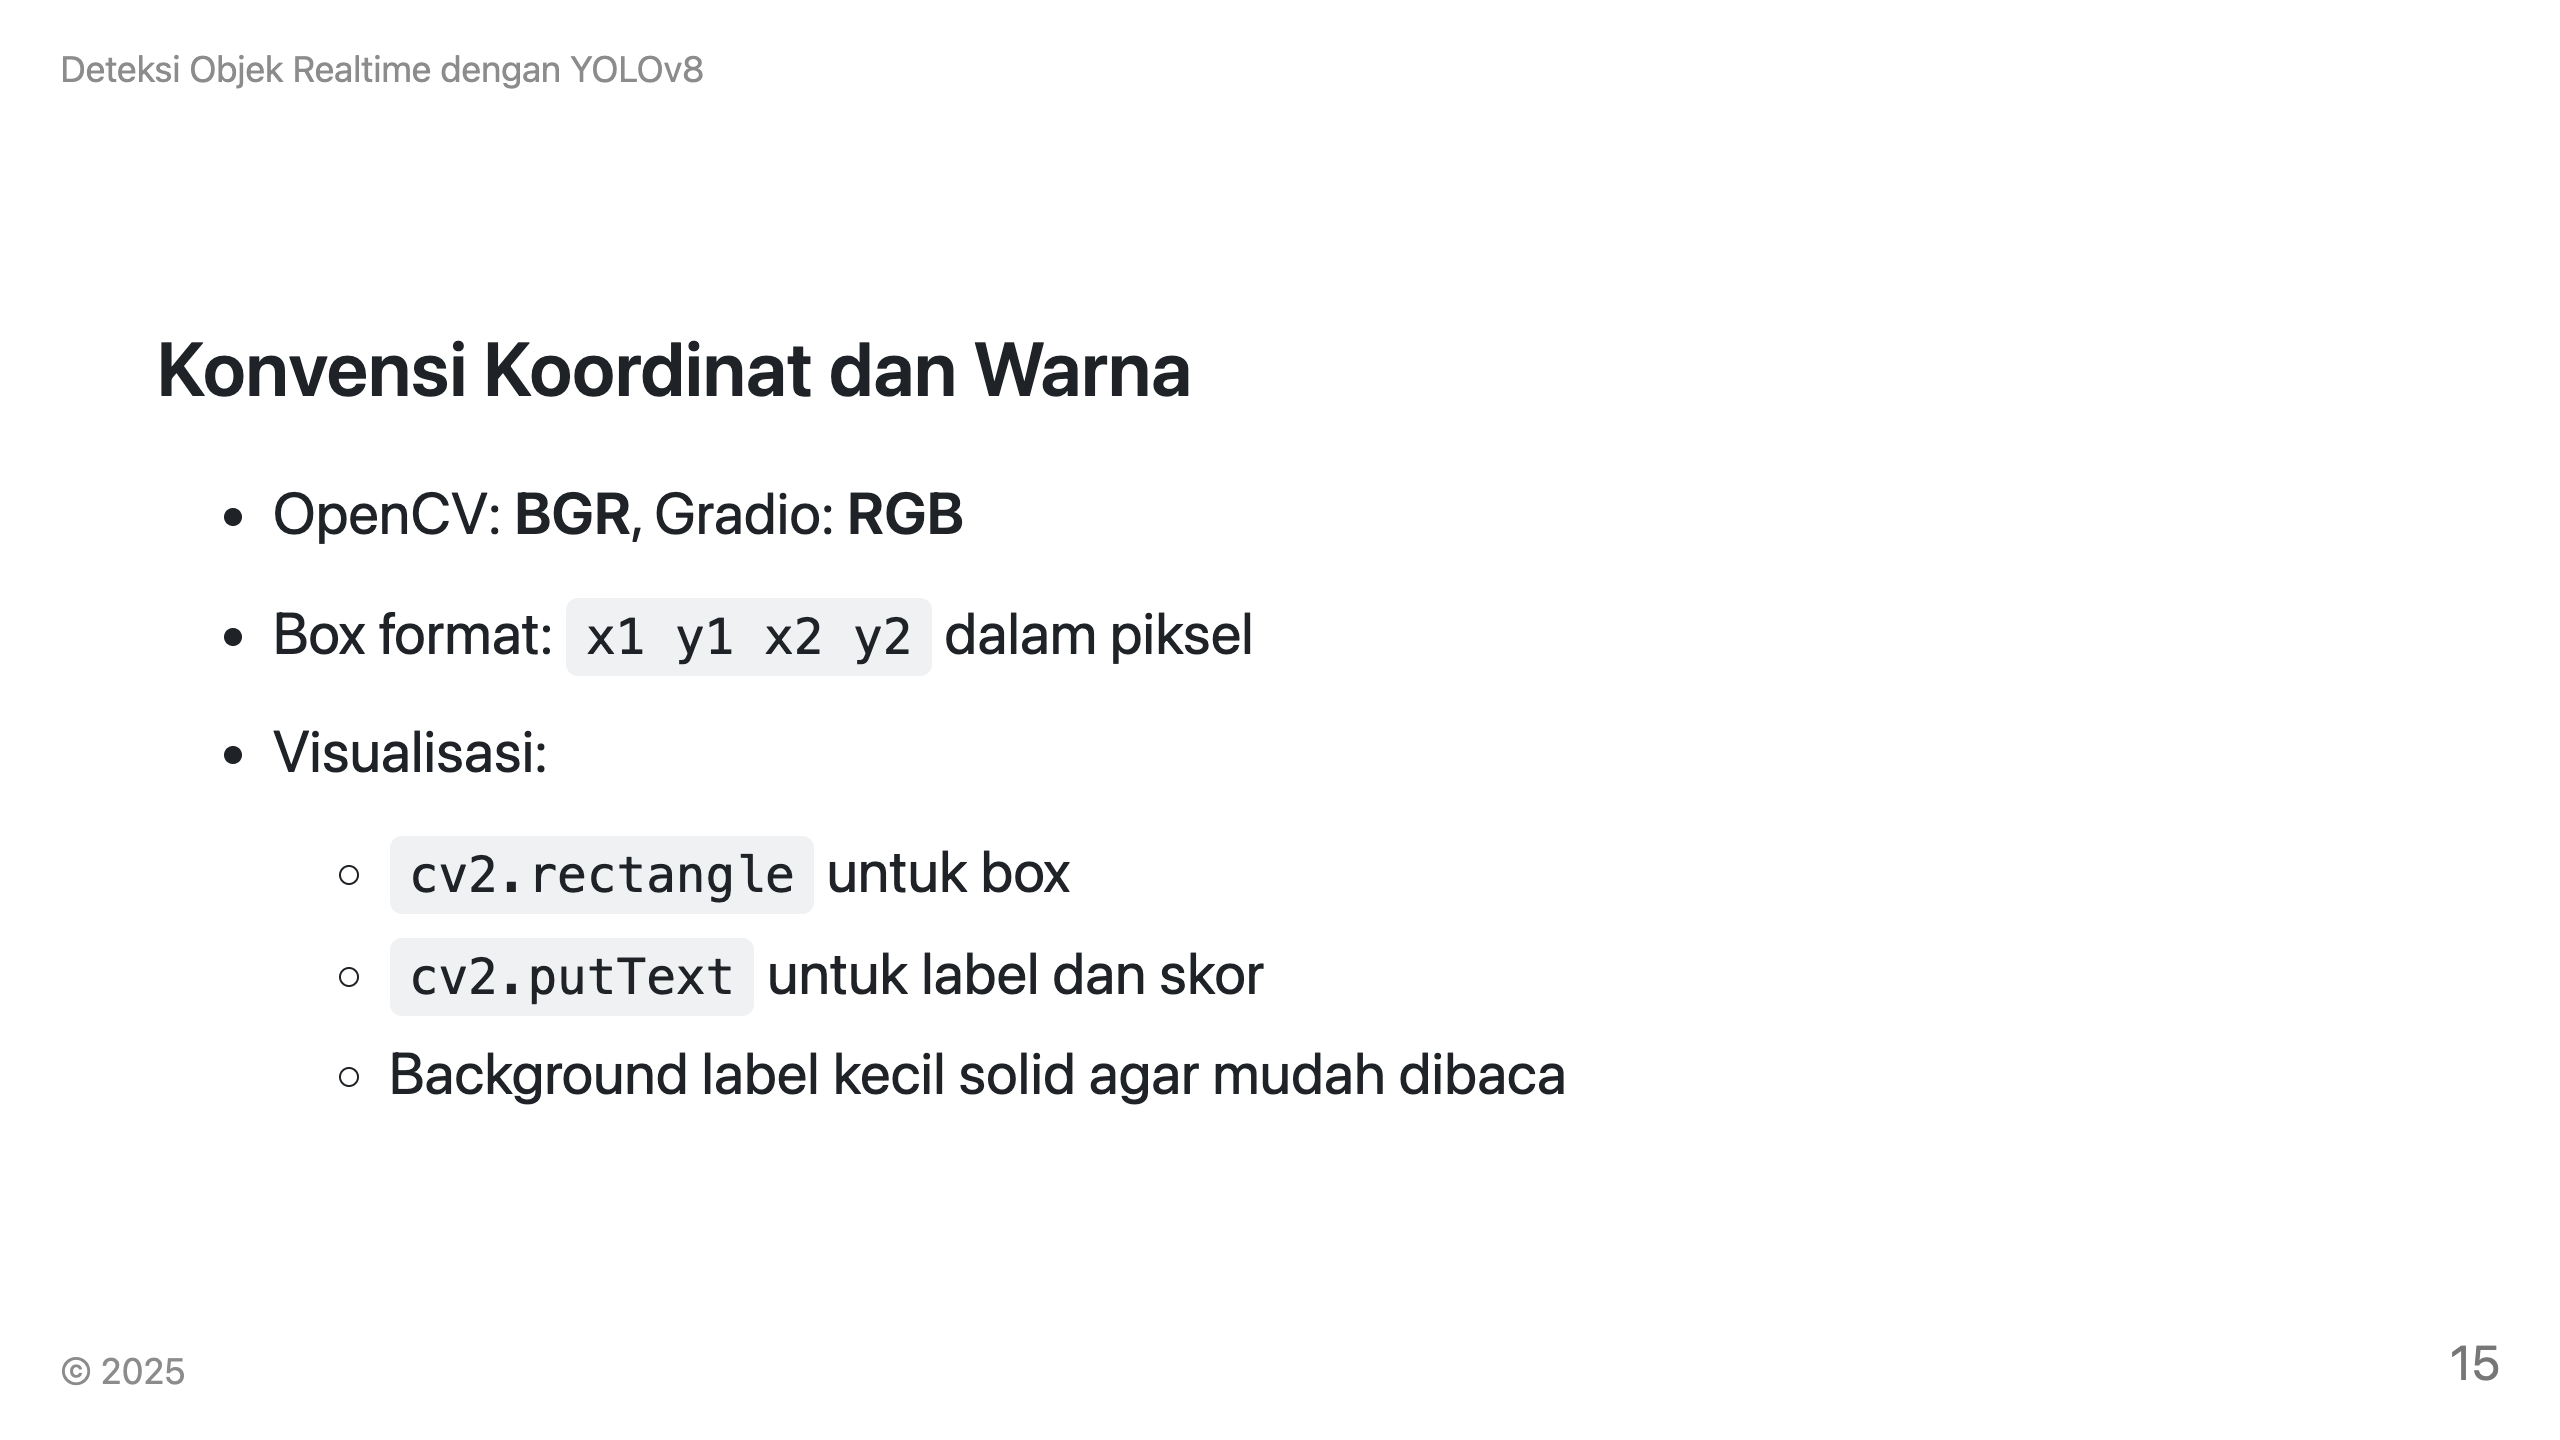 Deteksi Objek Realtime dengan YOLOv8
Konvensi Koordinat dan Warna
OpenCV: BGR, Gradio: RGB
Box format: x1 y1 x2 y2 dalam piksel
Visualisasi:
cv2.rectangle untuk box
cv2.putText untuk label dan skor
Background label kecil solid agar mudah dibaca
© 2025
15